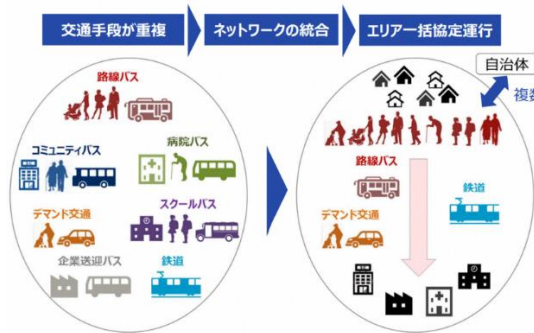 交通手段が重複
ネットワークの統合
エリア一括協定運行
自治体
複数
路線バス
コミュニティバス
病院バス
デマンド交通
スクールバス
企業送迎バス
鉄道
路線バス
鉄道
デマンド交通